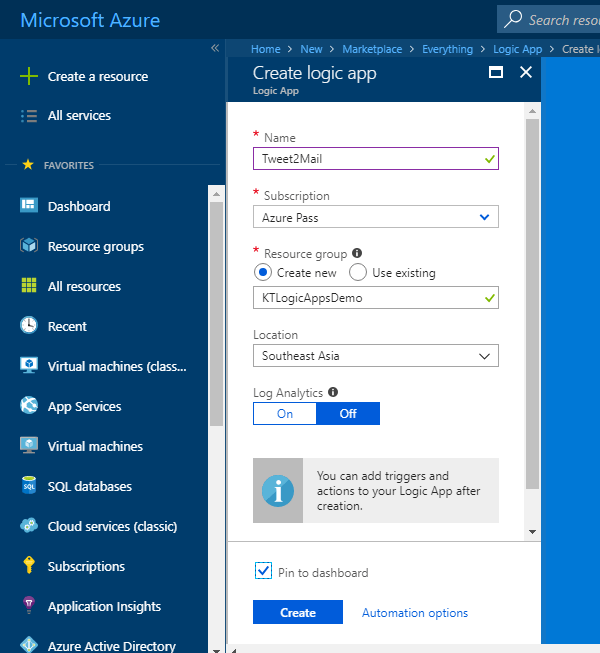 Microsoft Azure
Search resou
Create a resource
All services
FAVORITES
Dashboard
Resource groups
All resources
Recent
Virtual machines (classi...
App Services
Virtual machines
SQL databases
Cloud services (classic)
Subscriptions
Application Insights
Azure Active Directory
Home > New > Marketplace > Everything > Logic App > Create l
Create logic app
Logic App
* Name
Tweet2Mail
* Subscription
Azure Pass
* Resource group
Create new Use existing
KTLogicAppsDemo
Location
Southeast Asia
Log Analytics
On Off
You can add triggers and
actions to your Logic App after
creation.
Pin to dashboard
Create Automation options